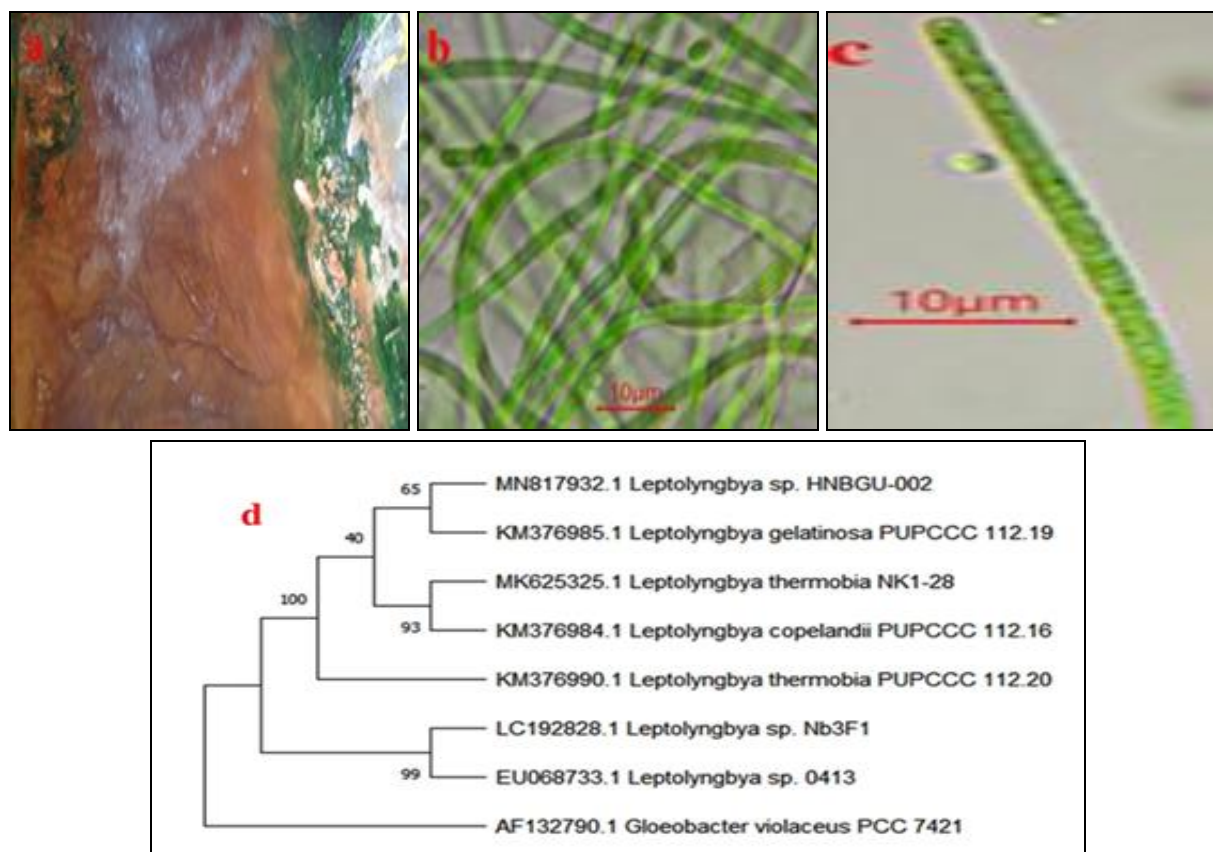 a
b
c
10µm
10µm
d
65
MN817932.1 Leptolyngbya sp. HNBGU-002
KM376985.1 Leptolyngbya gelatinosa PUPCCC 112.19
40
MK625325.1 Leptolyngbya thermobia NK1-28
100
93
KM376984.1 Leptolyngbya copelandii PUPCCC 112.16
KM376990.1 Leptolyngbya thermobia PUPCCC 112.20
LC192828.1 Leptolyngbya sp. Nb3F1
99
EU068733.1 Leptolyngbya sp. 0413
AF132790.1 Gloeobacter violaceus PCC 7421